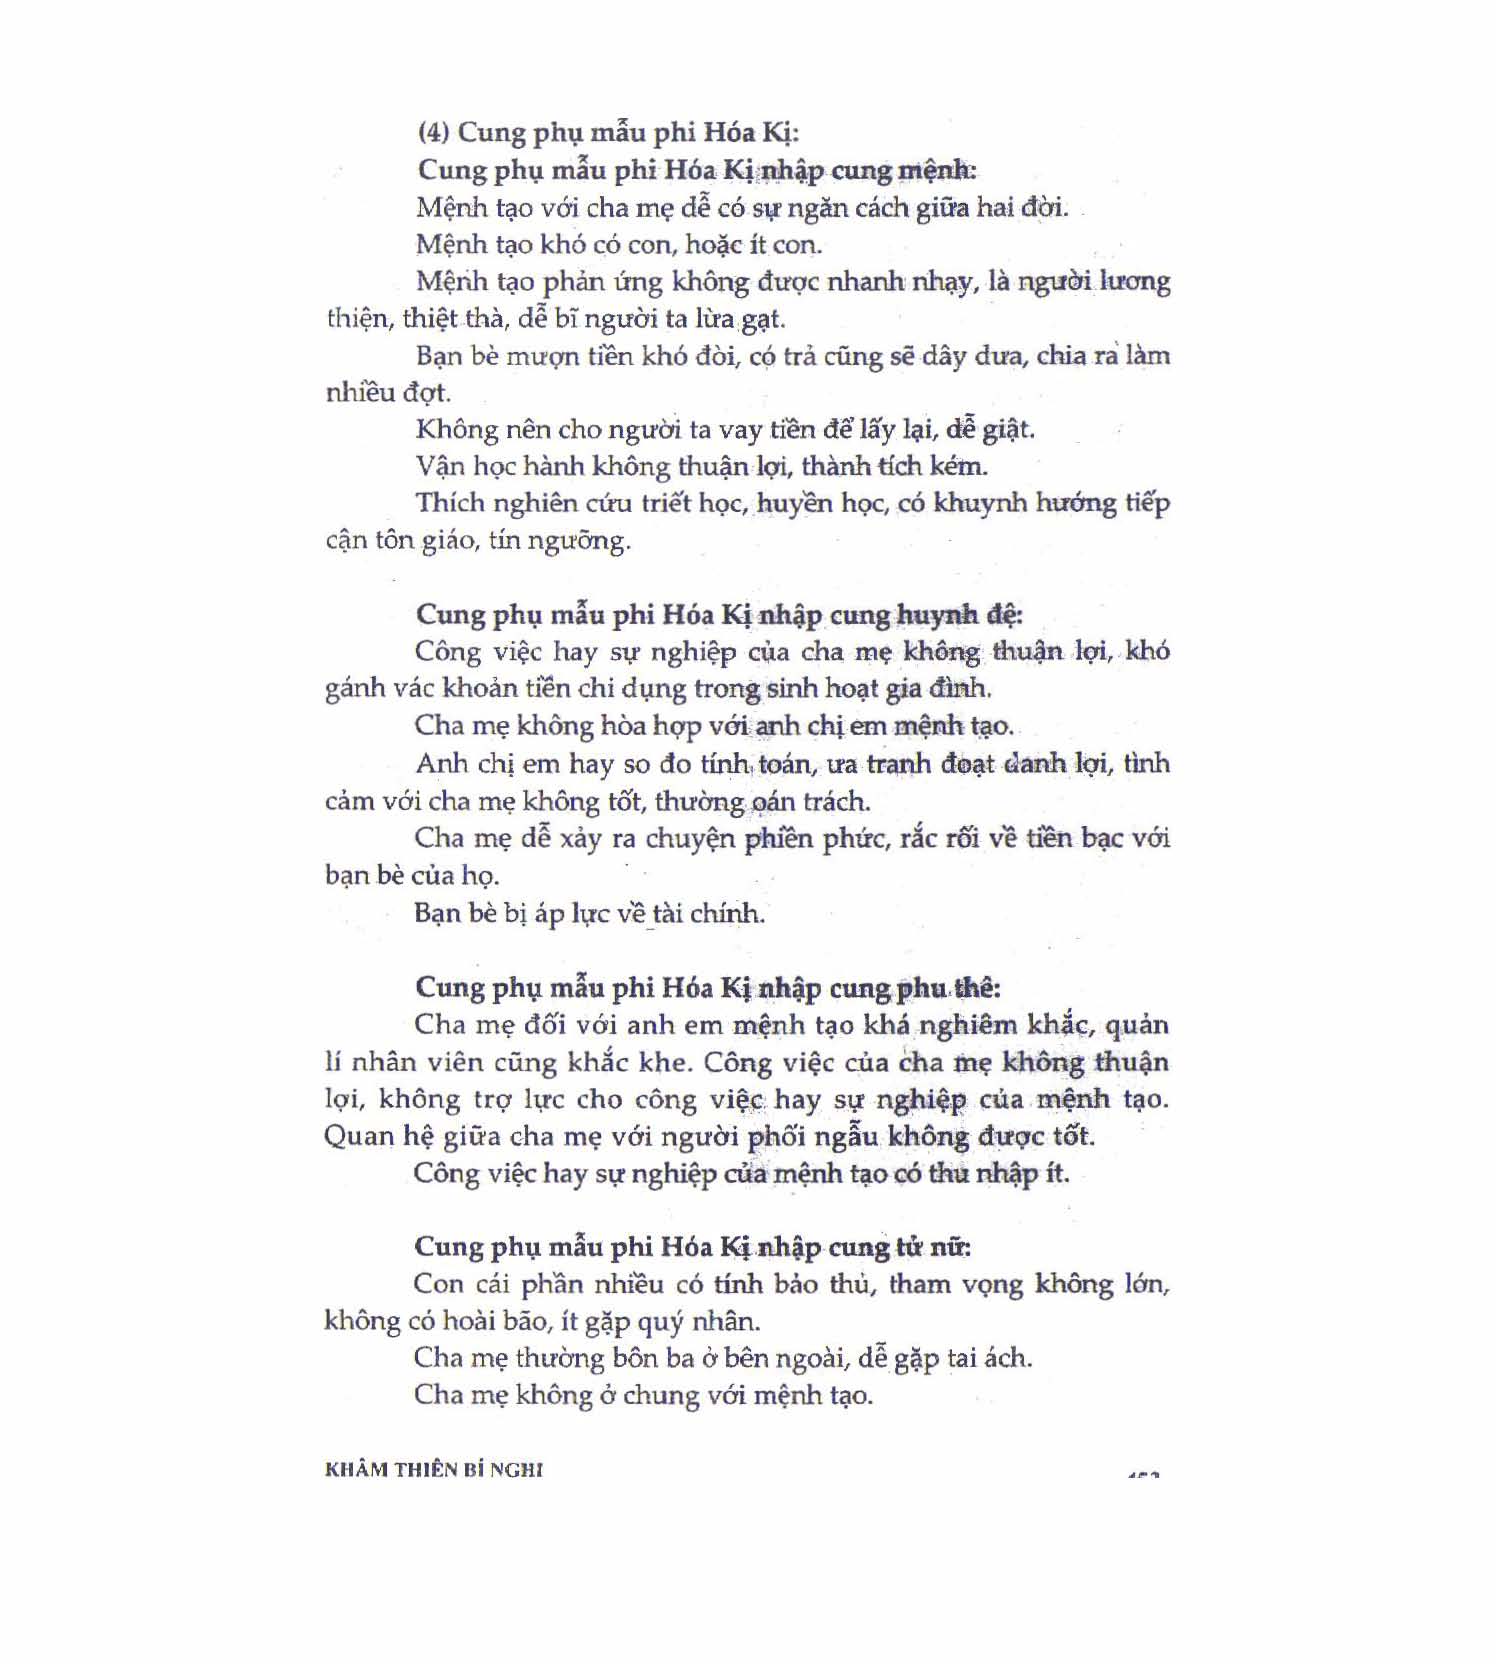 (4) Cung phụ mẫu phi Hóa Kị:
Cung phụ mẫu phi Hóa Kị nhập cung mệnh:
Mệnh tạo với cha mẹ dễ có sự ngăn cách giữa hai đời.
Mệnh tạo khó có con, hoặc ít con.
Mệnh tạo phản ứng không được nhanh nhạy, là người lương
thiện, thiệt thà, dễ bĩ người ta lừa gạt.
Bạn bè mượn tiền khó đòi, có trả cũng sẽ dây dưa, chia ra làm
nhiều đợt.
Không nên cho người ta vay tiền để lấy lại, dễ giật.
Vận học hành không thuận lợi, thành tích kém.
Thích nghiên cứu triết học, huyền học, có khuynh hướng tiếp
cận tôn giáo, tín ngưỡng.
Cung phụ mẫu phi Hóa Kị nhập cung huynh đệ:
Công việc hay sự nghiệp của cha mẹ không thuận lợi, khó
gánh vác khoản tiền chi dụng trong sinh hoạt gia đình.
Cha mẹ không hòa hợp với anh chị em mệnh tạo.
Anh chị em hay so đo tính toán, ưa tranh đoạt danh lợi, tình
cảm với cha mẹ không tốt, thường oán trách.
Cha mẹ dễ xảy ra chuyện phiền phức, rắc rối về tiền bạc với
bạn bè của họ.
Bạn bè bị áp lực về tài chính.
Cung phụ mẫu phi Hóa Kị nhập cung phu thê:
Cha mẹ đối với anh em mệnh tạo khá nghiêm khắc, quản
lí nhân viên cũng khắc khe. Công việc của cha mẹ không thuận
lợi, không trợ lực cho công việc hay sự nghiệp của mệnh tạo.
Quan hệ giữa cha mẹ với người phối ngẫu không được tốt.
Công việc hay sự nghiệp của mệnh tạo có thu nhập ít.
Cung phụ mẫu phi Hóa Kị nhập cung tử nữ:
Con cái phần nhiều có tính bảo thủ, tham vọng không lớn,
không có hoài bão, ít gặp quý nhân.
Cha mẹ thường bôn ba ở bên ngoài, dễ gặp tai ách.
Cha mẹ không ở chung với mệnh tạo.
KHÂM THIÊN BÍ NGHI